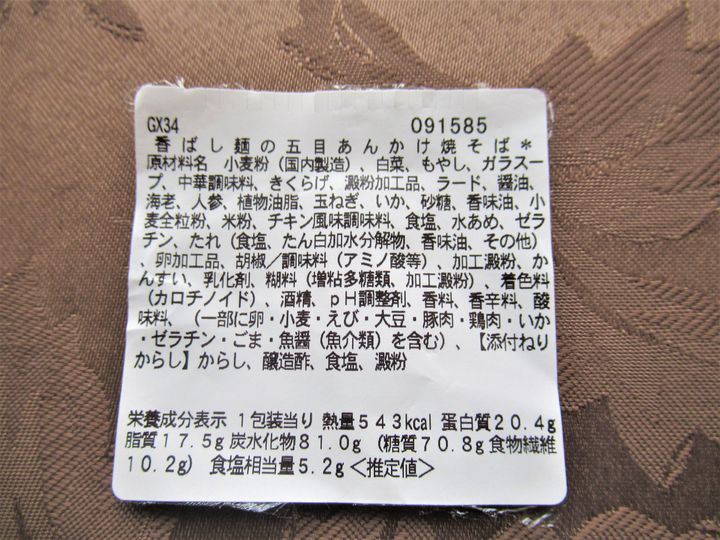 GX34 091585
香ばし麺の五目あんかけ焼そば*
原材料名 小麦粉(国内製造)、白菜、もやし、ガラスー
プ、中華調味料、きくらげ、澱粉加工品、ラード、醤油、
海老、人参、植物油脂、玉ねぎ、いか、砂糖、香味油、小
麦全粒粉、米粉、チキン風味調味料、食塩、水あめ、ゼラ
チン、たれ(食塩、たん白加水分解物、香味油、その他)
、卵加工品、胡椒/調味料(アミノ酸等)、加工澱粉、か
んすい、乳化剤、糊料(増粘多糖類、加工澱粉)、着色料
(カロチノイド)、酒精、pH調整剤、香料、香辛料、酸
味料、(一部に卵・小麦・えび・大豆・豚肉・鶏肉・いか
・ゼラチン・ごま・魚醤(魚介類)を含む)、【添付ねり
からし】からし、醸造酢、食塩、澱粉
栄養成分表示 1包装当り 熱量543kcal 蛋白質20.4g
脂質17.5g炭水化物81.0g (糖質70.8g食物繊維
10.2g) 食塩相当量5.2g<推定値>